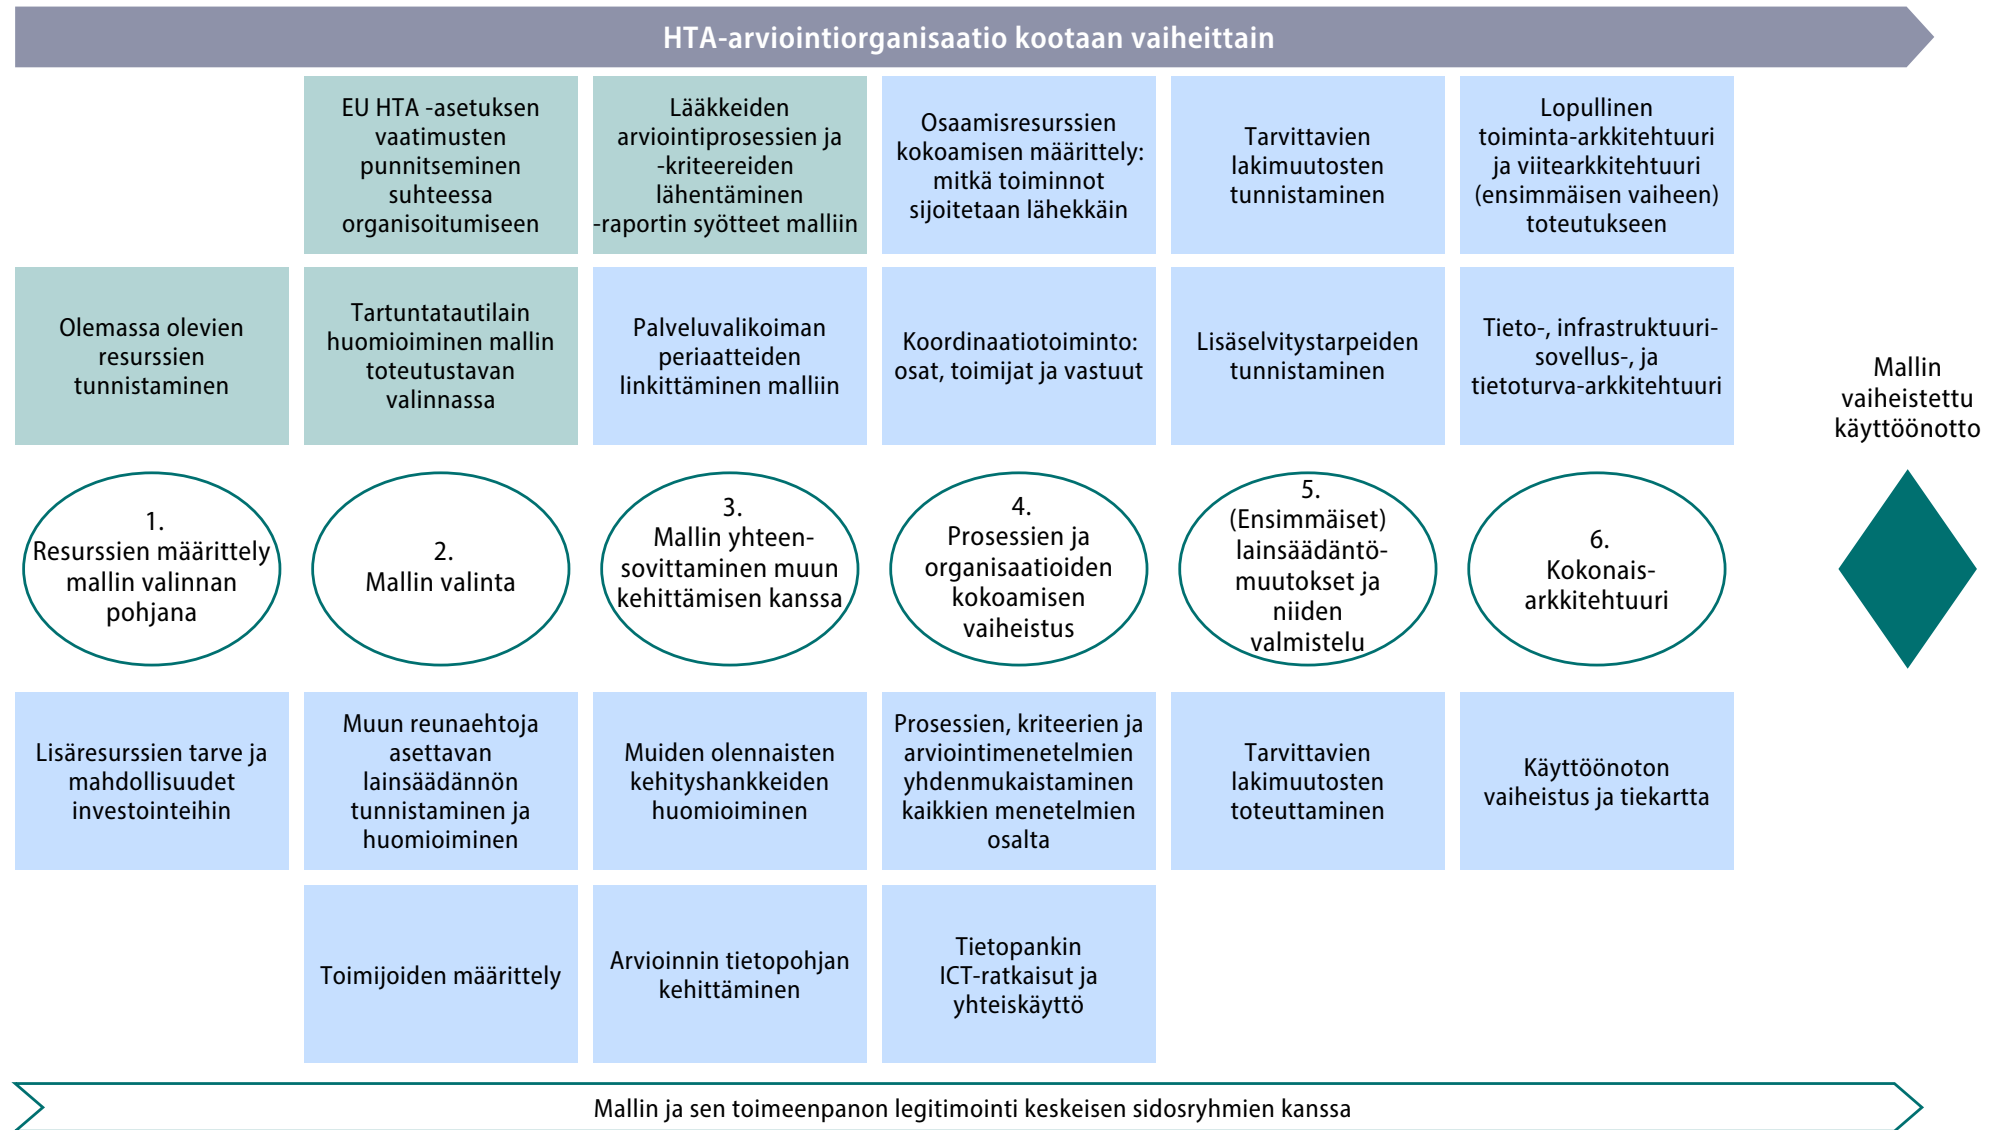 HTA-arviointiorganisaatio kootaan vaiheittain
EU HTA -asetuksen
vaatimusten
punnitseminen
suhteessa
organisoitumiseen
Lääkkeiden
arviointiprosessien ja
-kriteereiden
lähentäminen
-raportin syötteet malliin
Osaamisresurssien
kokoamisen määrittely:
mitkä toiminnot
sijoitetaan lähekkäin
Tarvittavien
lakimuutosten
tunnistaminen
Lopullinen
toiminta-arkkitehtuuri
ja viitearkkitehtuuri
(ensimmäisen vaiheen)
toteutukseen
Olemassa olevien
resurssien
tunnistaminen
Tartuntatautilain
huomioiminen mallin
toteutustavan
valinnassa
Palveluvalikoiman
periaatteiden
linkittäminen malliin
Koordinaatiotoiminto:
osat, toimijat ja vastuut
Lisäselvitystarpeiden
tunnistaminen
Tieto-, infrastruktuuri-
sovellus-, ja
tietoturva-arkkitehtuuri
Mallin
vaiheistettu
käyttöönotto
1.
Resurssien määrittely
mallin valinnan
pohjana
2.
Mallin valinta
3.
Mallin yhteen-
sovittaminen muun
kehittämisen kanssa
4.
Prosessien ja
organisaatioiden
kokoamisen
vaiheistus
5.
(Ensimmäiset)
lainsäädäntö-
muutokset ja
niiden
valmistelu
6.
Kokonais-
arkkitehtuuri
Lisäresurssien tarve ja
mahdollisuudet
investointeihin
Muun reunaehtoja
asettavan
lainsäädännön
tunnistaminen ja
huomioiminen
Muiden olennaisten
kehityshankkeiden
huomioiminen
Prosessien, kriteerien ja
arviointimenetelmien
yhdenmukaistaminen
kaikkien menetelmien
osalta
Tarvittavien
lakimuutosten
toteuttaminen
Käyttöönoton
vaiheistus ja tiekartta
Toimijoiden määrittely
Arvioinnin tietopohjan
kehittäminen
Tietopankin
ICT-ratkaisut ja
yhteiskäyttö
Mallin ja sen toimeenpanon legitimointi keskeisen sidosryhmien kanssa